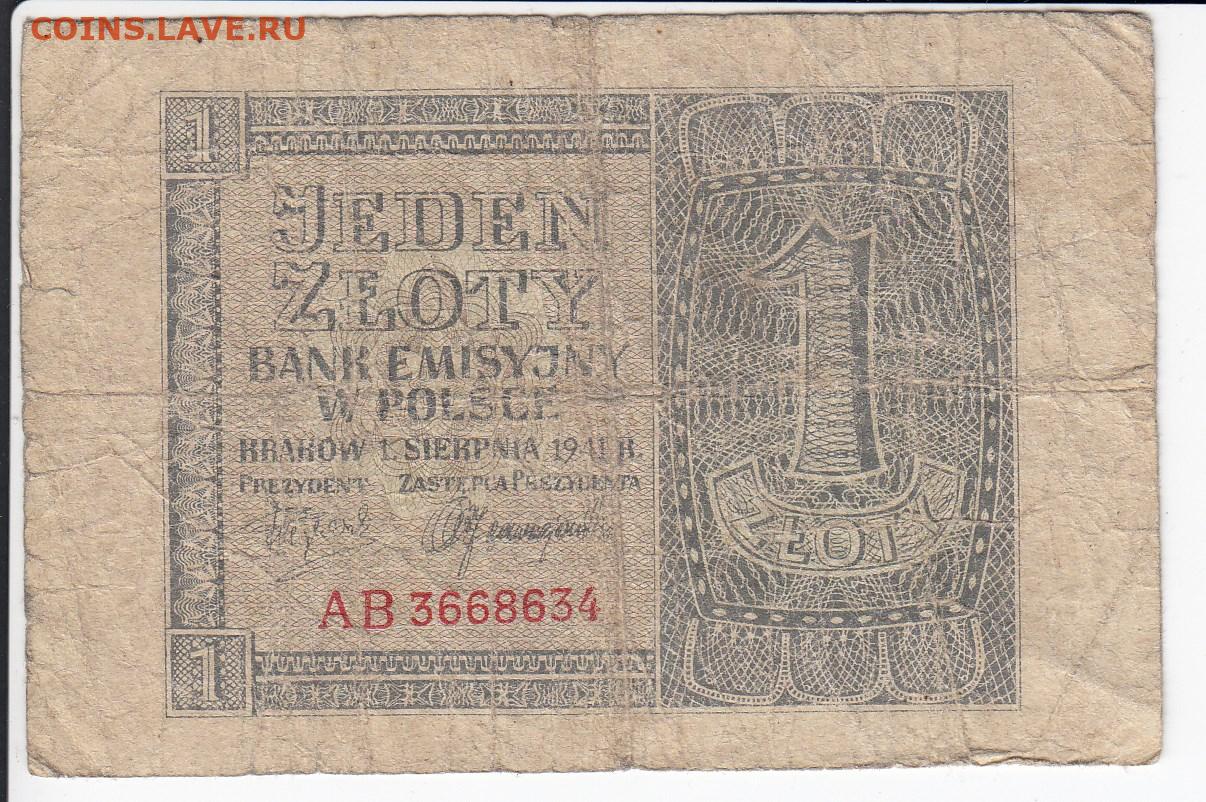 COINS.LAVE.RU
1
JEDEN
ZŁOTY
BANK EMISYJNY
W POLSCE
KRAKÓW 1. SIERPNIA 1941 R.
PREZYDENT ZASTĘPCA PREZYDENTA
AB 3668634
1
1
ZŁOTY